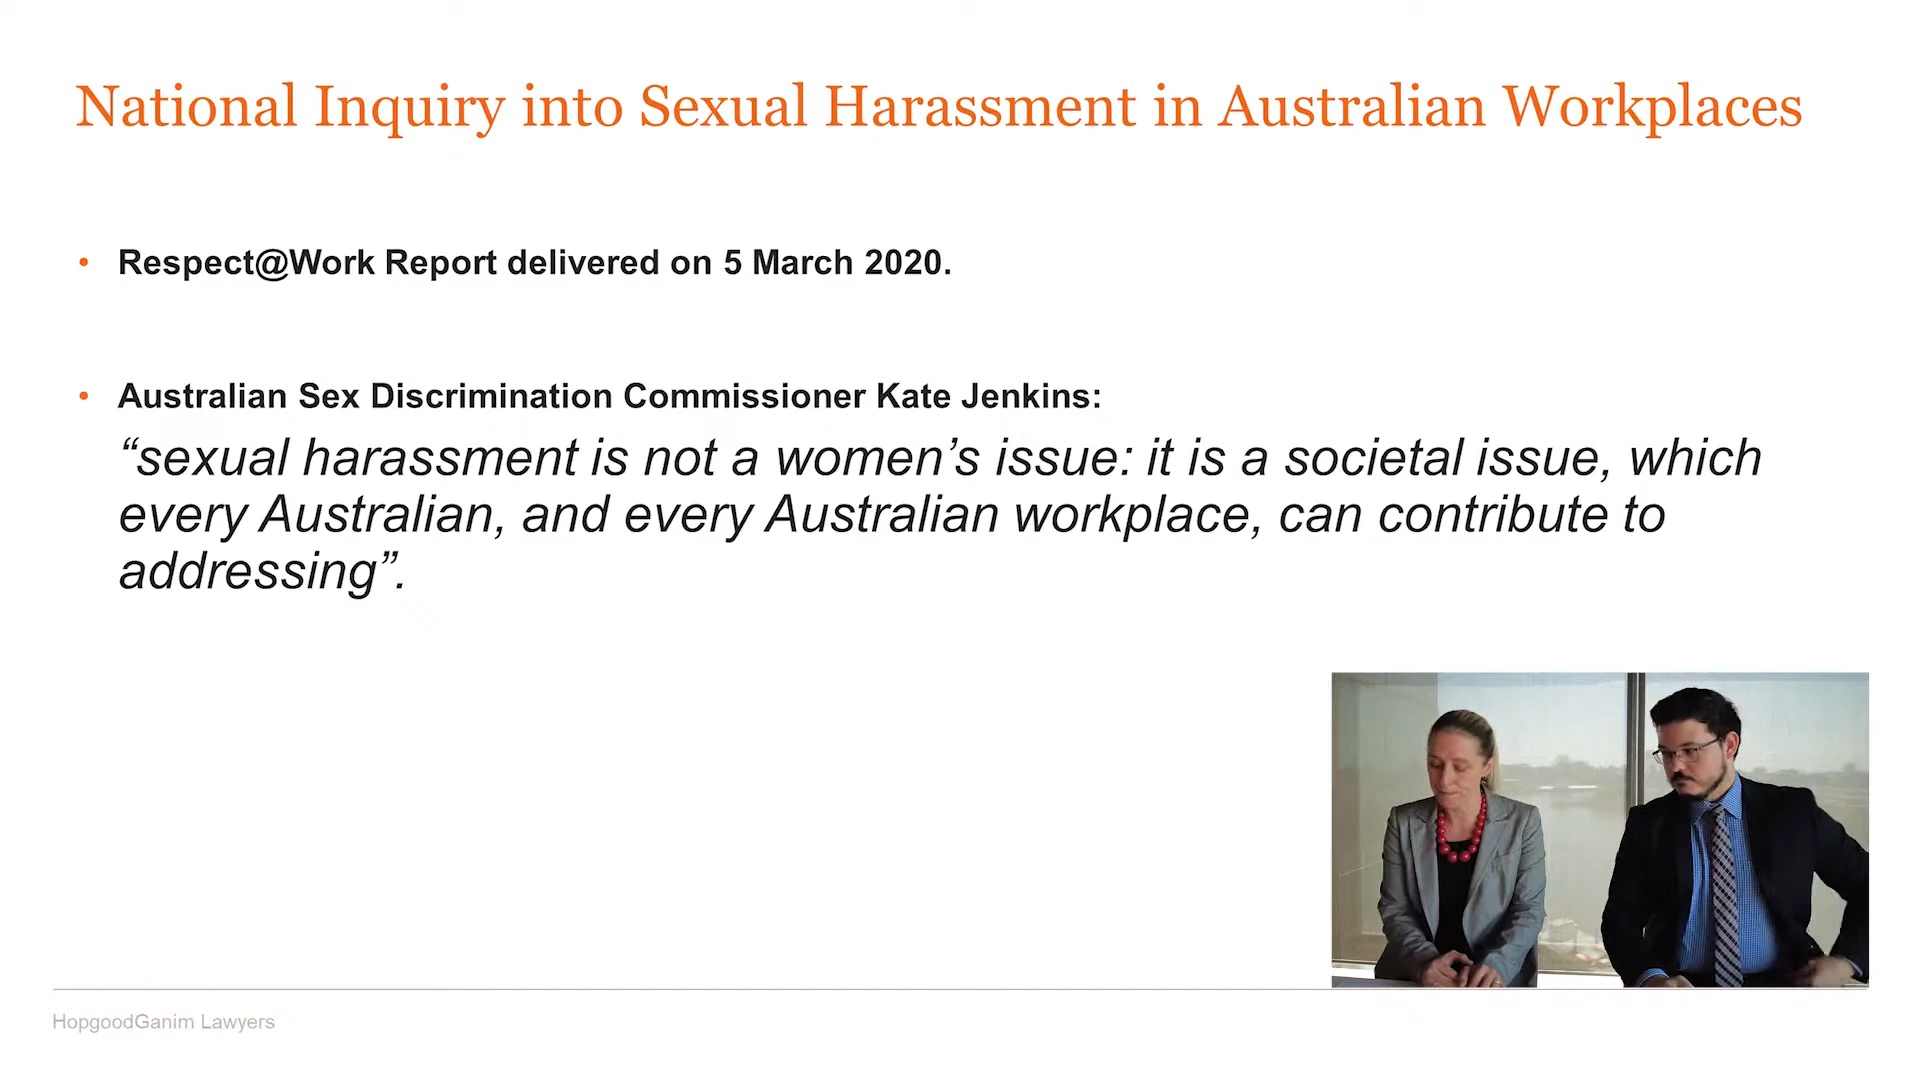 National Inquiry into Sexual Harassment in Australian Workplaces
• Respect@Work Report delivered on 5 March 2020.
• Australian Sex Discrimination Commissioner Kate Jenkins:
“sexual harassment is not a women’s issue: it is a societal issue, which
every Australian, and every Australian workplace, can contribute to
addressing”.
HopgoodGanim Lawyers